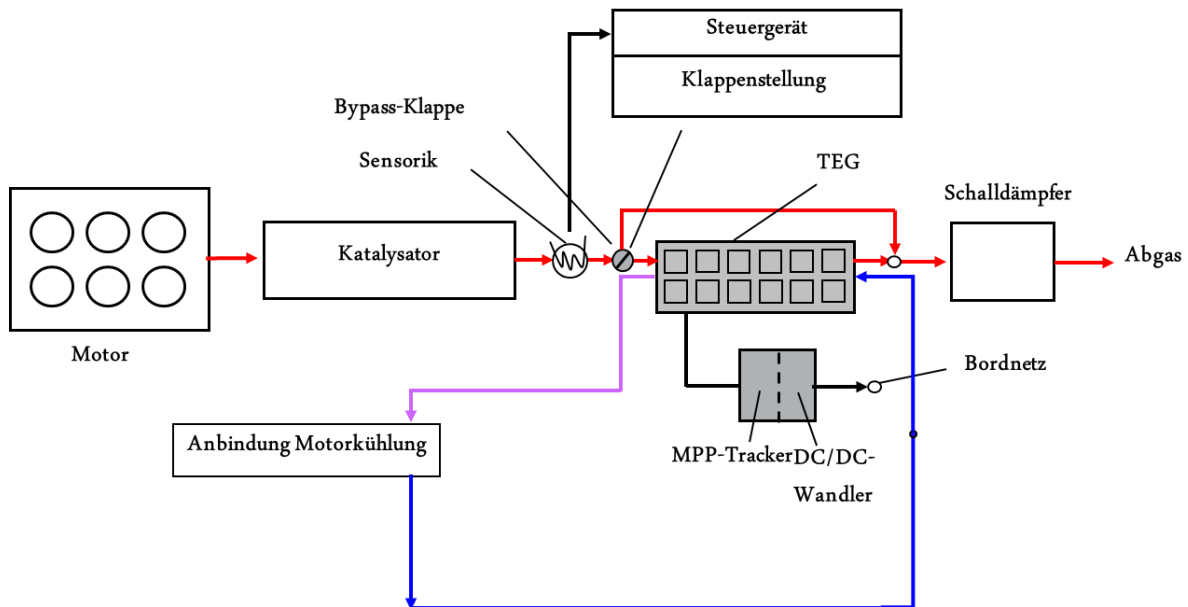 Steuergerät
Klappenstellung
Bypass-Klappe
Sensorik
TEG
Schalldämpfer
Katalysator
Abgas
Motor
Bordnetz
Anbindung Motorkühlung
MPP-Tracker
DC/DC-
Wandler